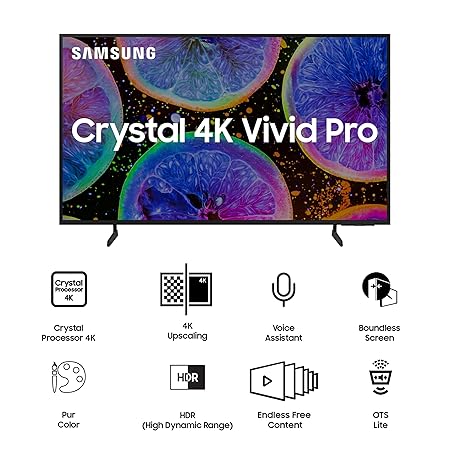 SAMSUNG
Crystal 4K Vivid Pro
Crystal
Processor
4K
4K
Crystal
Processor 4K
4K
Upscaling
Voice
Assistant
Boundless
Screen
HDR
Pur
Color
HDR
(High Dynamic Range)
Endless Free
Content
OTS
Lite